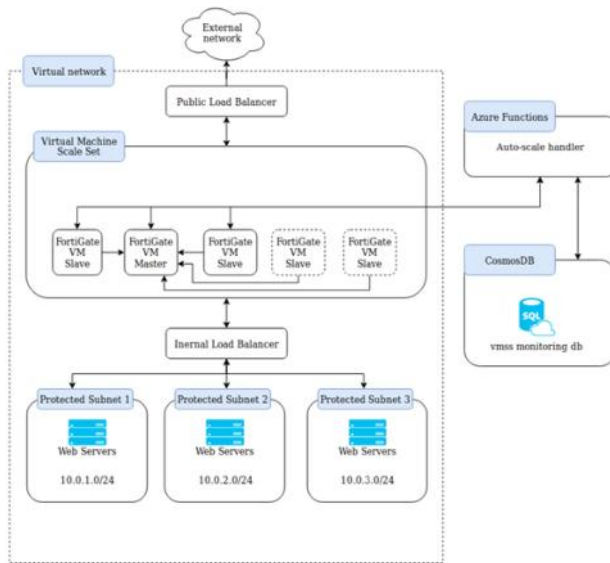 External
network
Virtual network
Public Load Balancer
Virtual Machine
Scale Set
Azure Functions
Auto-scale handler
FortiGate
VM
Slave
FortiGate
VM
Master
FortiGate
VM
Slave
FortiGate
VM
Slave
FortiGate
VM
Slave
CosmosDB
SQL
vmss monitoring db
Inernal Load Balancer
Protected Subnet 1
Web Servers
10.0.1.0/24
Protected Subnet 2
Web Servers
10.0.2.0/24
Protected Subnet 3
Web Servers
10.0.3.0/24